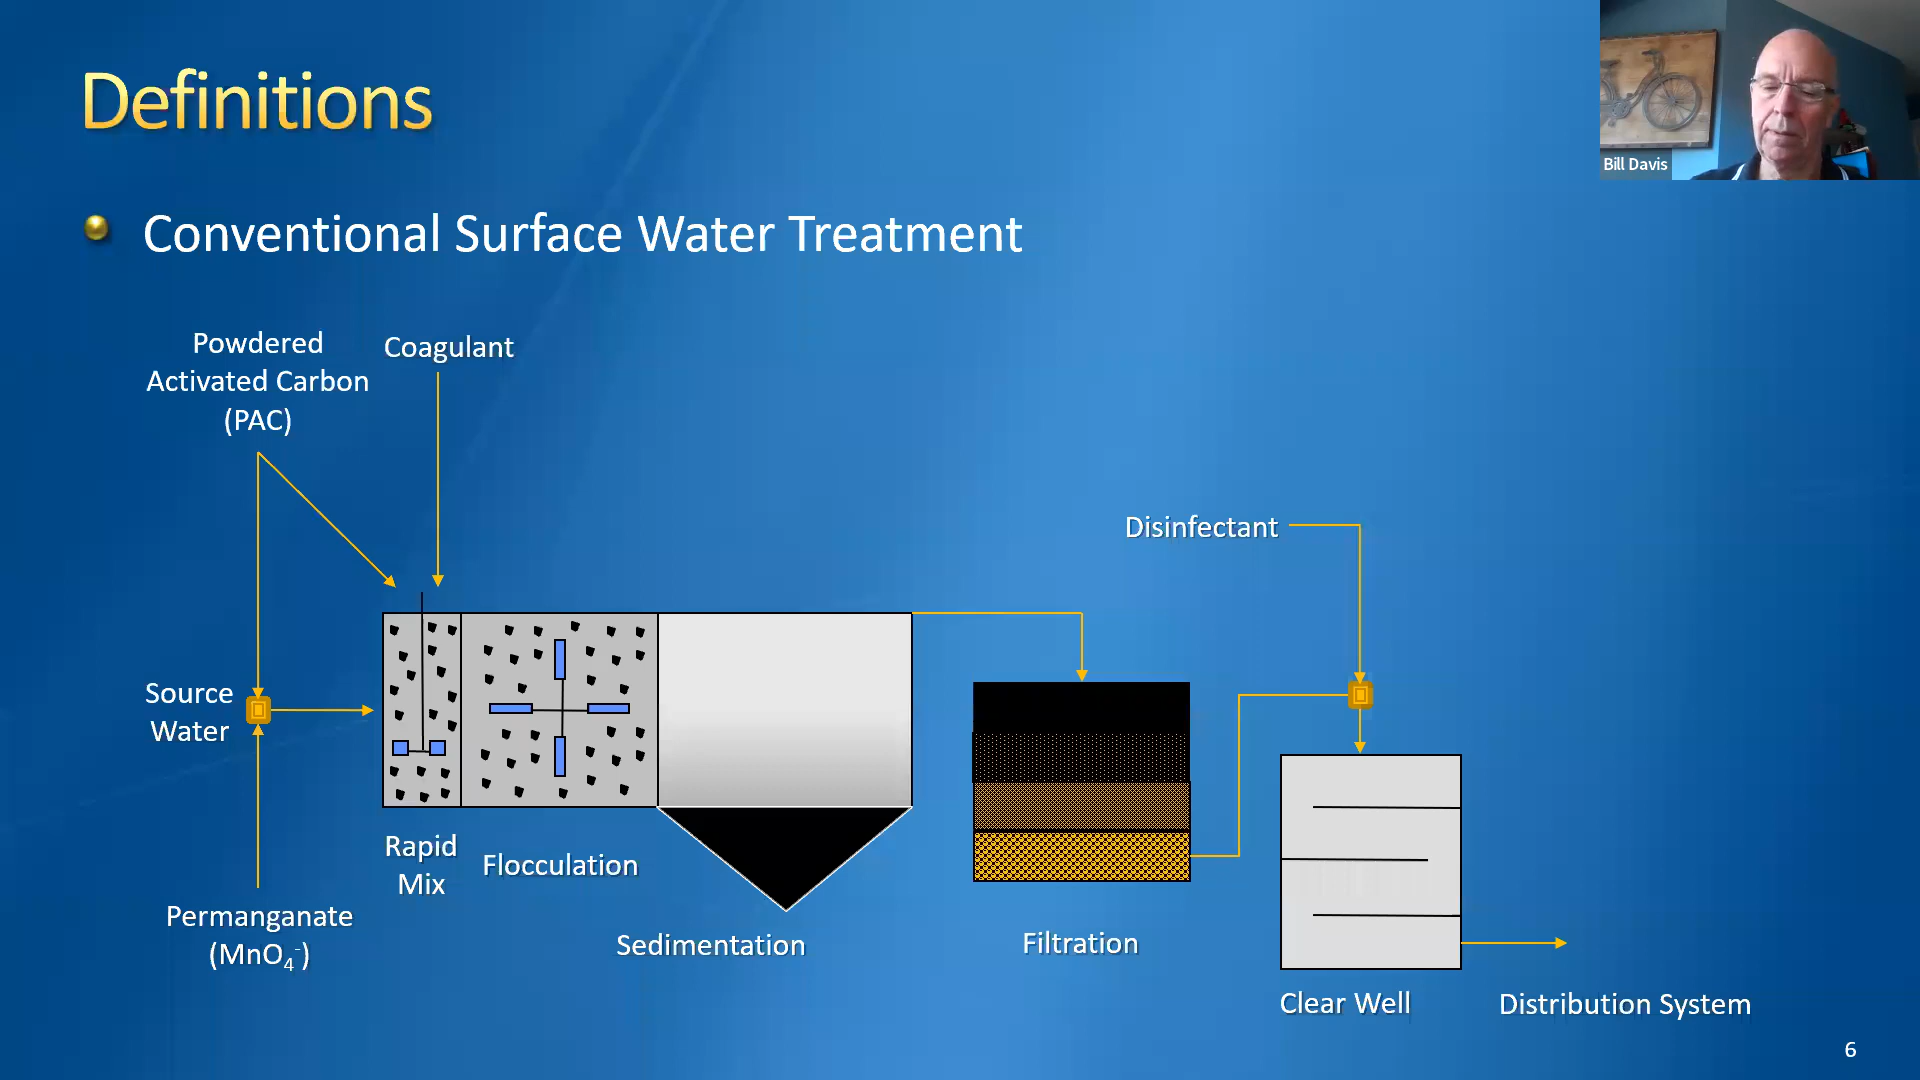 Definitions
Bill Davis
Conventional Surface Water Treatment
Powdered
Activated Carbon
(PAC)
Coagulant
Disinfectant
Source
Water
Rapid
Mix
Flocculation
Permanganate
(MnO₄⁻)
Sedimentation
Filtration
Clear Well
Distribution System
6